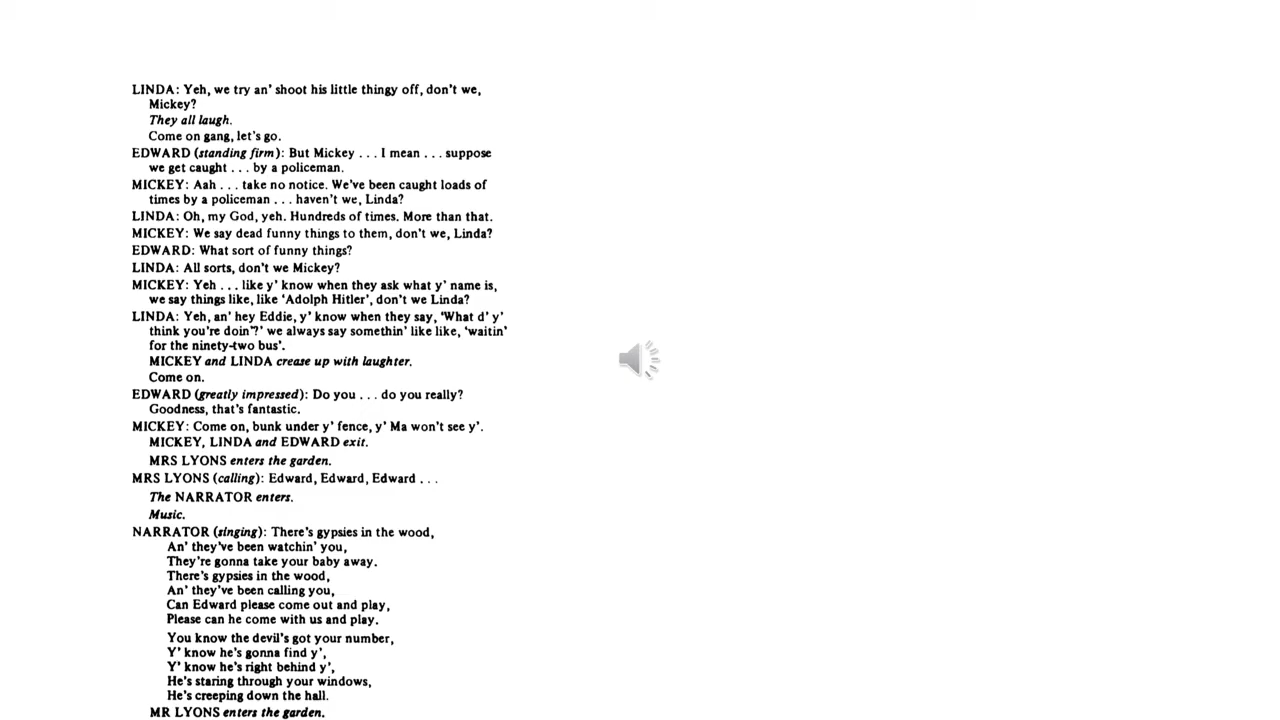 LINDA: Yeh, we try an' shoot his little thingy off, don't we,
Mickey?
They all laugh.
Come on gang, let's go.
EDWARD (standing firm): But Mickey . . . I mean . . . suppose
we get caught . . . by a policeman.
MICKEY: Aah . . . take no notice. We've been caught loads of
times by a policeman . . . haven't we, Linda?
LINDA: Oh, my God, yeh. Hundreds of times. More than that.
MICKEY: We say dead funny things to them, don't we, Linda?
EDWARD: What sort of funny things?
LINDA: All sorts, don't we Mickey?
MICKEY: Yeh . . . like y' know when they ask what y' name is,
we say things like, like 'Adolph Hitler', don't we Linda?
LINDA: Yeh, an' hey Eddie, y' know when they say, 'What d' y'
think you're doin'?' we always say somethin' like like, 'waitin'
for the ninety-two bus'.
MICKEY and LINDA crease up with laughter.
Come on.
EDWARD (greatly impressed): Do you . . . do you really?
Goodness, that's fantastic.
MICKEY: Come on, bunk under y' fence, y' Ma won't see y'.
MICKEY, LINDA and EDWARD exit.
MRS LYONS enters the garden.
MRS LYONS (calling): Edward, Edward, Edward . . .
The NARRATOR enters.
Music.
NARRATOR (singing): There's gypsies in the wood,
An' they've been watchin' you,
They're gonna take your baby away.
There's gypsies in the wood,
An' they've been calling you,
Can Edward please come out and play,
Please can he come with us and play.
You know the devil's got your number,
Y' know he's gonna find y',
Y' know he's right behind y',
He's staring through your windows,
He's creeping down the hall.
MR LYONS enters the garden.